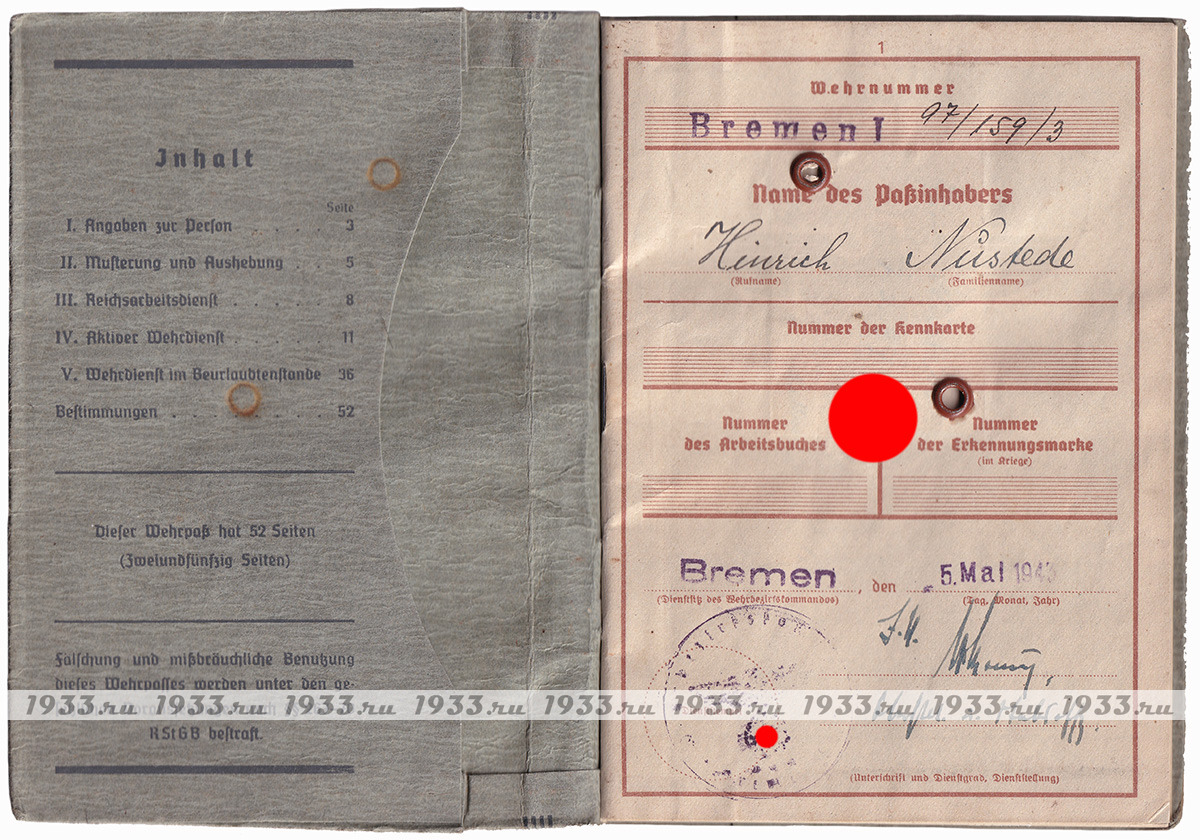 Inhalt
Seite
I. Angaben zur Person . . . . 3
II. Musterung und Aushebung . 5
III. Reichsarbeitsdienst . . . . . 8
IV. Aktiver Wehrdienst . . . . . 11
V. Wehrdienst im Beurlaubtenstande 36
Bestimmungen . . . . . . . 52
Dieser Wehrpaß hat 52 Seiten
(Zweiundfünfzig Seiten)
Fälschung und mißbräuchliche Benutzung
dieses Wehrpasses werden unter den ge-
RStGB bestraft.
1
Wehrnummer
Bremen I 97/159/3
Name des Paßinhabers
Hinrich Nüstede
(Rufname) (Familienname)
Nummer der Kennkarte
Nummer
des Arbeitsbuches
Nummer
der Erkennungsmarke
(im Kriege)
Bremen, den 5. Mai 1943
(Dienstsitz des Wehrbezirkskommandos) (Tag, Monat, Jahr)
(Unterschrift und Dienstgrad, Dienststellung)
1933.ru 1933.ru 1933.ru 1933.ru 1933.ru 1933.ru 1933.ru 1933.ru 1933.ru